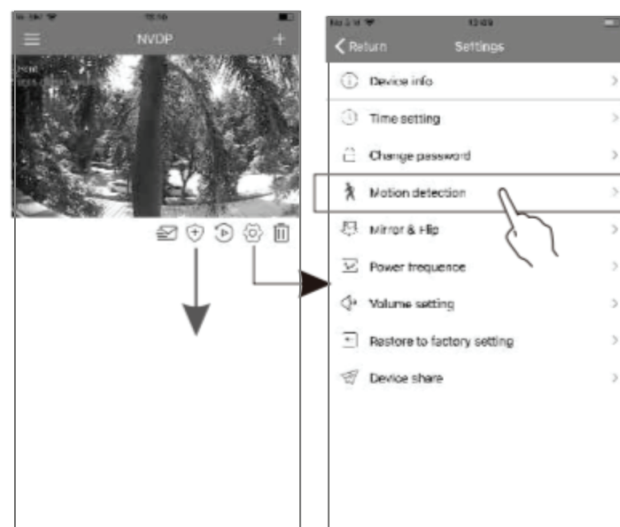 NVDP
Return Settings
Device info
Time setting
Change password
Motion detection
Mirror & Flip
Power frequence
Volume setting
Restore to factory setting
Device share